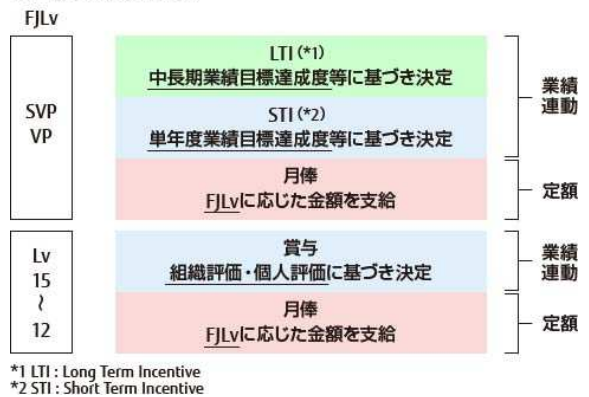 FJLv
SVP
VP
LTI(*1)
中長期業績目標達成度等に基づき決定
STI(*2)
単年度業績目標達成度等に基づき決定
月俸
FJLvに応じた金額を支給
業績
連動
定額
Lv
15
~
12
賞与
組織評価・個人評価に基づき決定
月俸
FJLvに応じた金額を支給
業績
連動
定額
*1 LTI : Long Term Incentive
*2 STI : Short Term Incentive